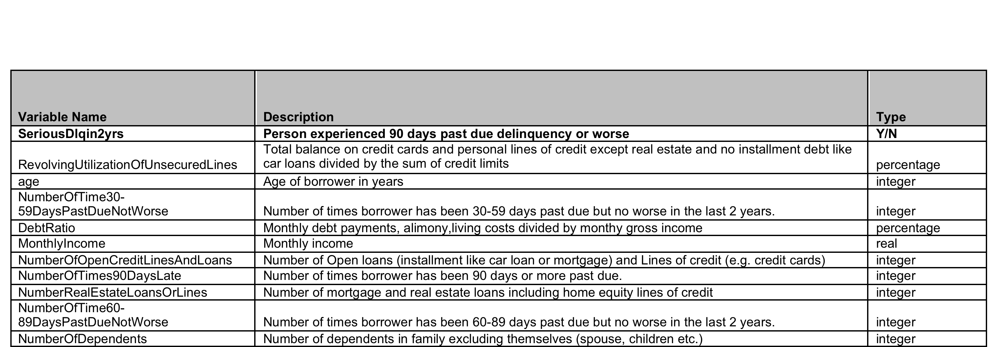 Variable Name Description Type
SeriousDlqin2yrs Person experienced 90 days past due delinquency or worse Y/N
Total balance on credit cards and personal lines of credit except real estate and no installment debt like
RevolvingUtilizationOfUnsecuredLines car loans divided by the sum of credit limits percentage
age Age of borrower in years integer
NumberOfTime30-
59DaysPastDueNotWorse Number of times borrower has been 30-59 days past due but no worse in the last 2 years. integer
DebtRatio Monthly debt payments, alimony,living costs divided by monthy gross income percentage
MonthlyIncome Monthly income real
NumberOfOpenCreditLinesAndLoans Number of Open loans (installment like car loan or mortgage) and Lines of credit (e.g. credit cards) integer
NumberOfTimes90DaysLate Number of times borrower has been 90 days or more past due. integer
NumberRealEstateLoansOrLines Number of mortgage and real estate loans including home equity lines of credit integer
NumberOfTime60-
89DaysPastDueNotWorse Number of times borrower has been 60-89 days past due but no worse in the last 2 years. integer
NumberOfDependents Number of dependents in family excluding themselves (spouse, children etc.) integer